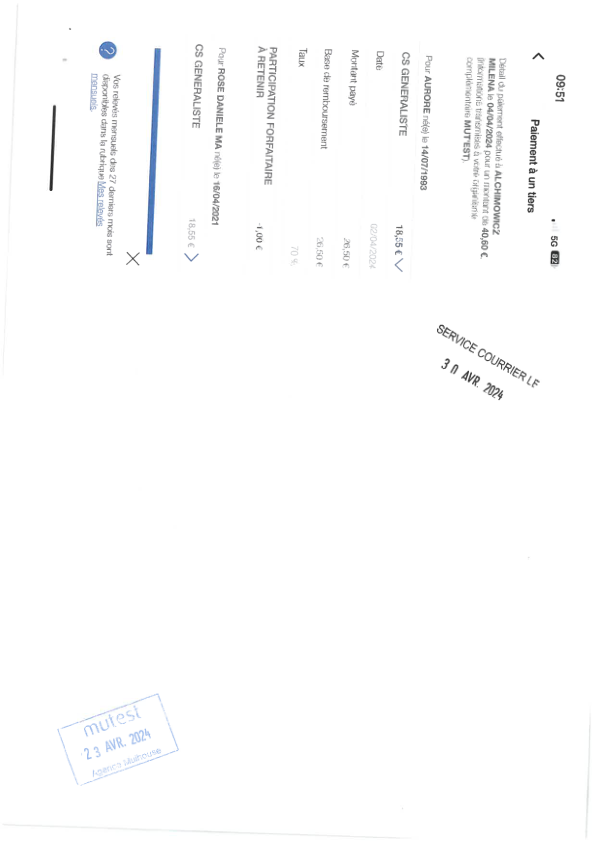 09:51
5G 82
Paiement à un tiers
Détail du paiement effectué à ALCHIMOWICZ
MILENA le 04/04/2024 pour un montant de 40,60 €.
(Informations transmises à votre organisme
complémentaire MUT'EST).
Pour AURORE né(e) le 14/07/1993
CS GENERALISTE 18,55 €
Date 02/04/2024
Montant payé 26,50 €
Base de remboursement 26,50 €
Taux 70 %
PARTICIPATION FORFAITAIRE
À RETENIR -1,00 €
Pour ROSE DANIELE MA né(e) le 16/04/2021
CS GENERALISTE 18,55 €
? Vos relevés mensuels des 27 derniers mois sont
disponibles dans la rubrique Mes relevés
mensuels.
SERVICE COURRIER LE
30 AVR. 2024
mutest
23 AVR. 2024
Agence Mulhouse